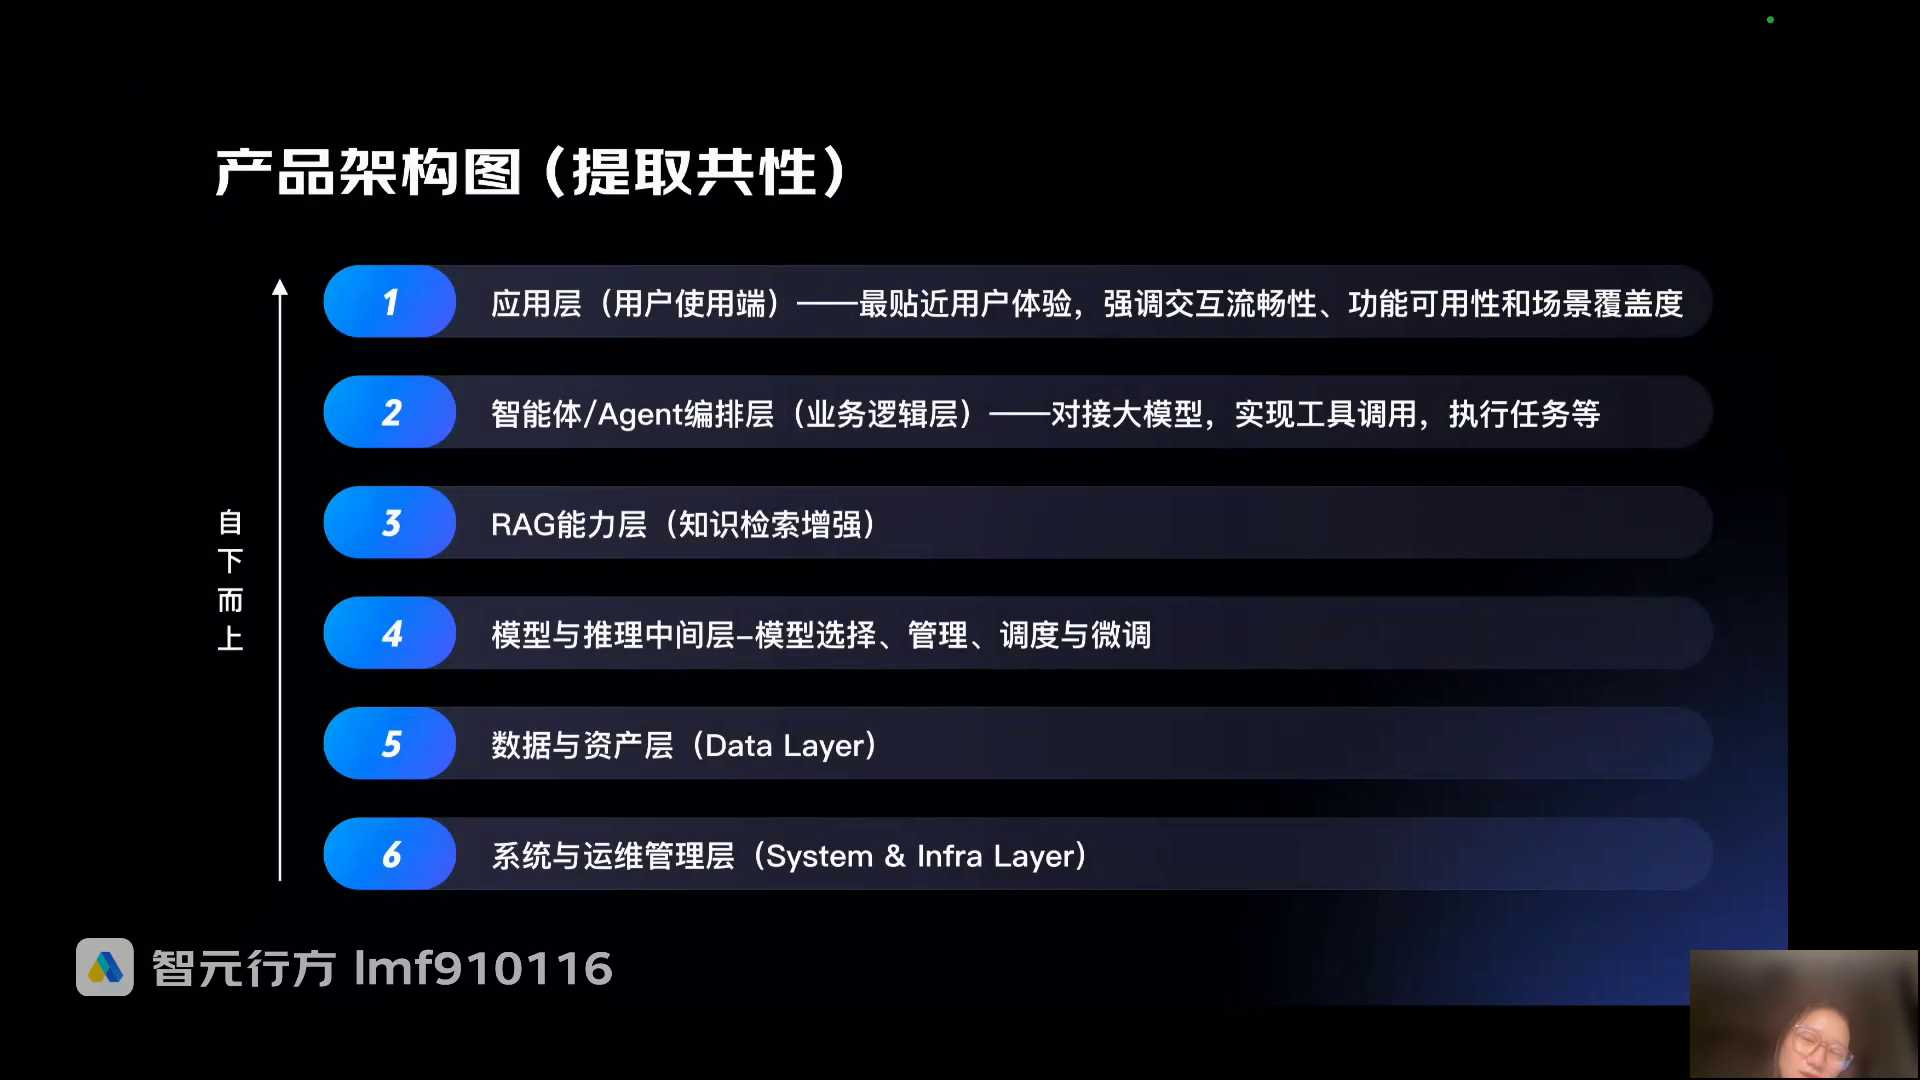 产品架构图（提取共性）
自下而上
1
应用层（用户使用端）——最贴近用户体验，强调交互流畅性、功能可用性和场景覆盖度
2
智能体/Agent编排层（业务逻辑层）——对接大模型，实现工具调用，执行任务等
3
RAG能力层（知识检索增强）
4
模型与推理中间层-模型选择、管理、调度与微调
5
数据与资产层（Data Layer）
6
系统与运维管理层（System & Infra Layer）
智元行方 lmf910116